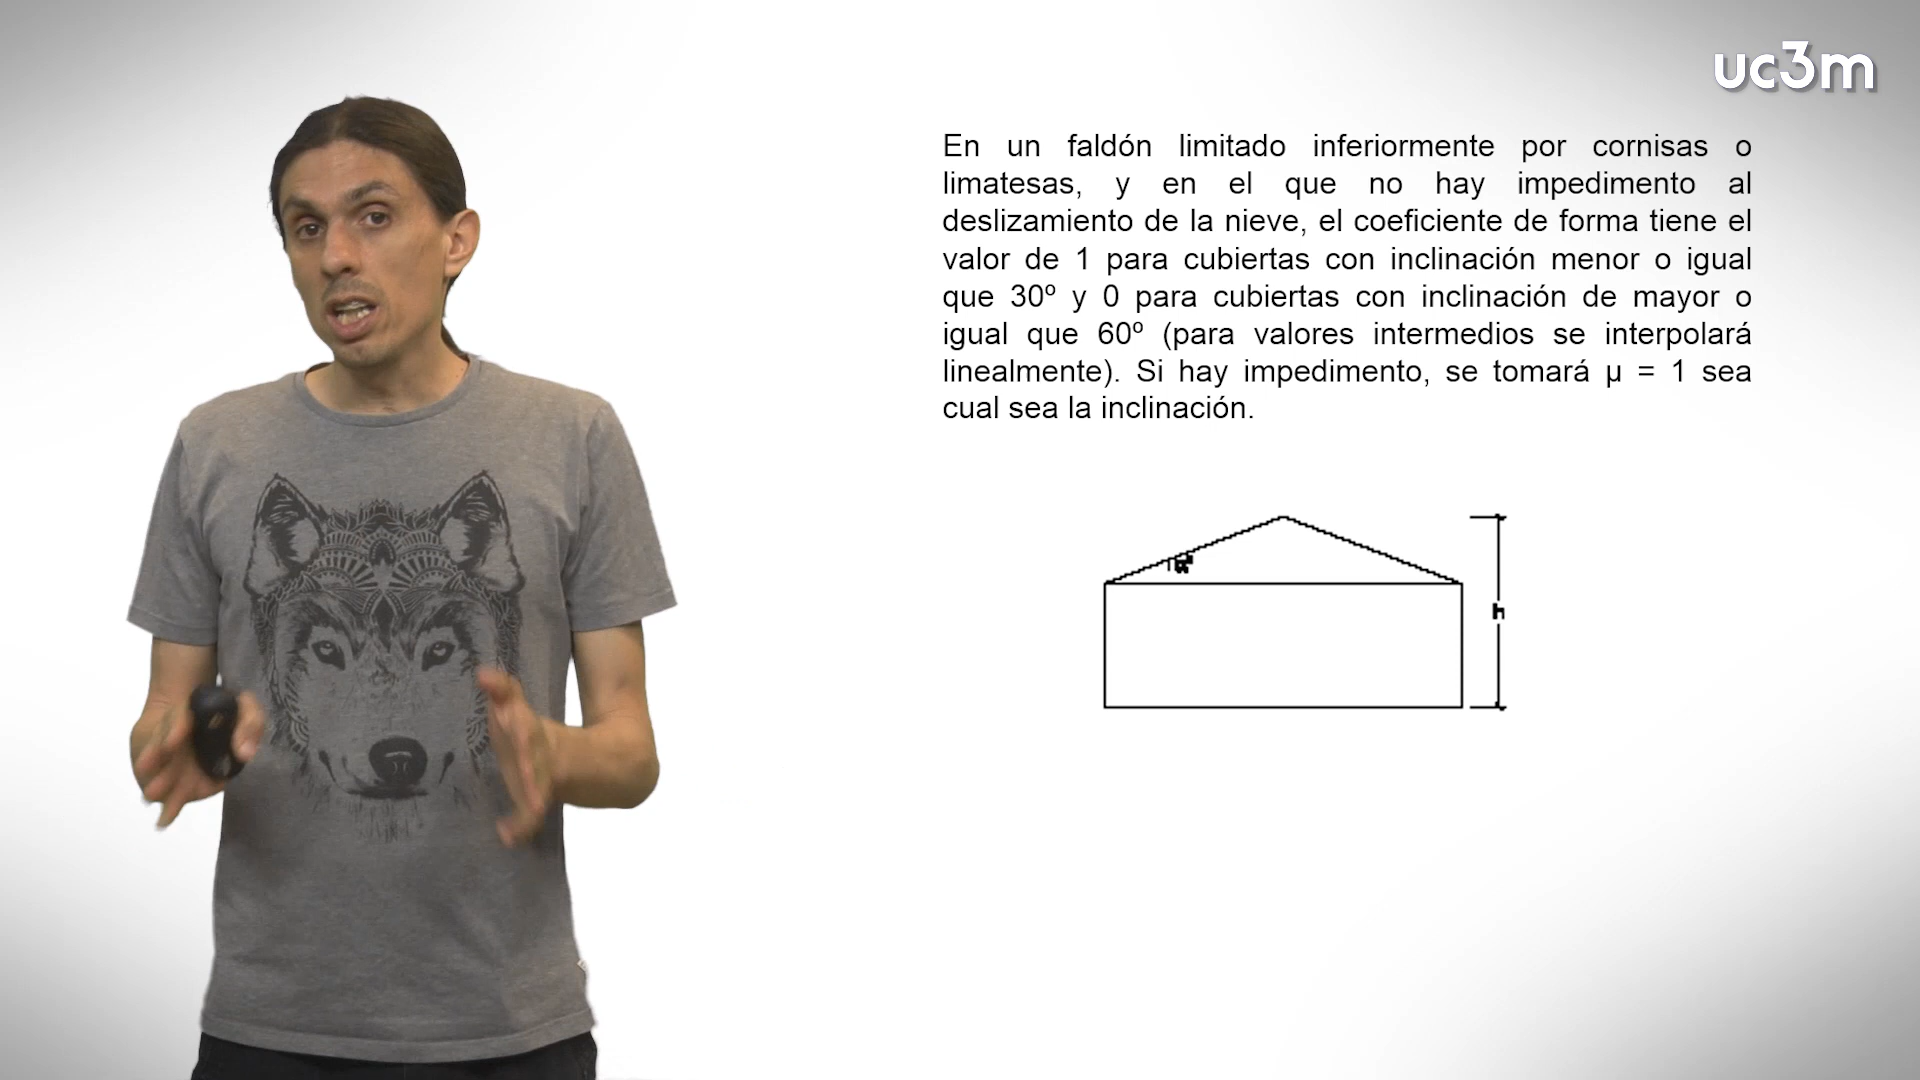 uc3m
En un faldón limitado inferiormente por cornisas o
limatesas, y en el que no hay impedimento al
deslizamiento de la nieve, el coeficiente de forma tiene el
valor de 1 para cubiertas con inclinación menor o igual
que 30º y 0 para cubiertas con inclinación de mayor o
igual que 60º (para valores intermedios se interpolará
linealmente). Si hay impedimento, se tomará µ = 1 sea
cual sea la inclinación.
h